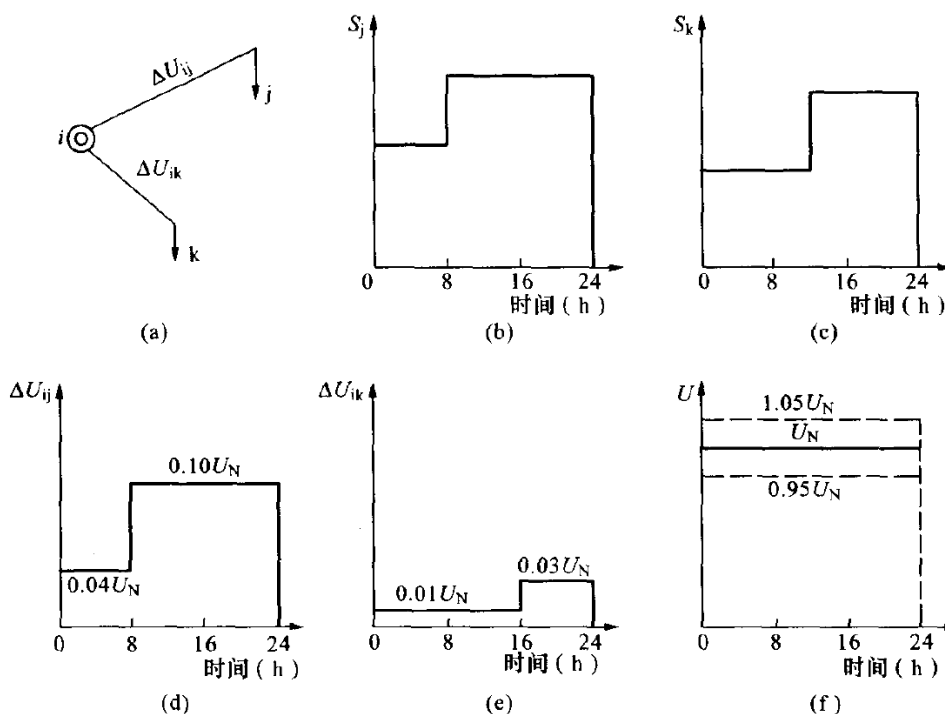 ΔU_ij
j
i
ΔU_ik
k
(a)
S_j
0 8 16 24
时间(h)
(b)
S_k
0 8 16 24
时间(h)
(c)
ΔU_ij
0.10U_N
0.04U_N
0 8 16 24
时间(h)
(d)
ΔU_ik
0.03U_N
0.01U_N
0 8 16 24
时间(h)
(e)
U
1.05U_N
U_N
0.95U_N
0 8 16 24
时间(h)
(f)